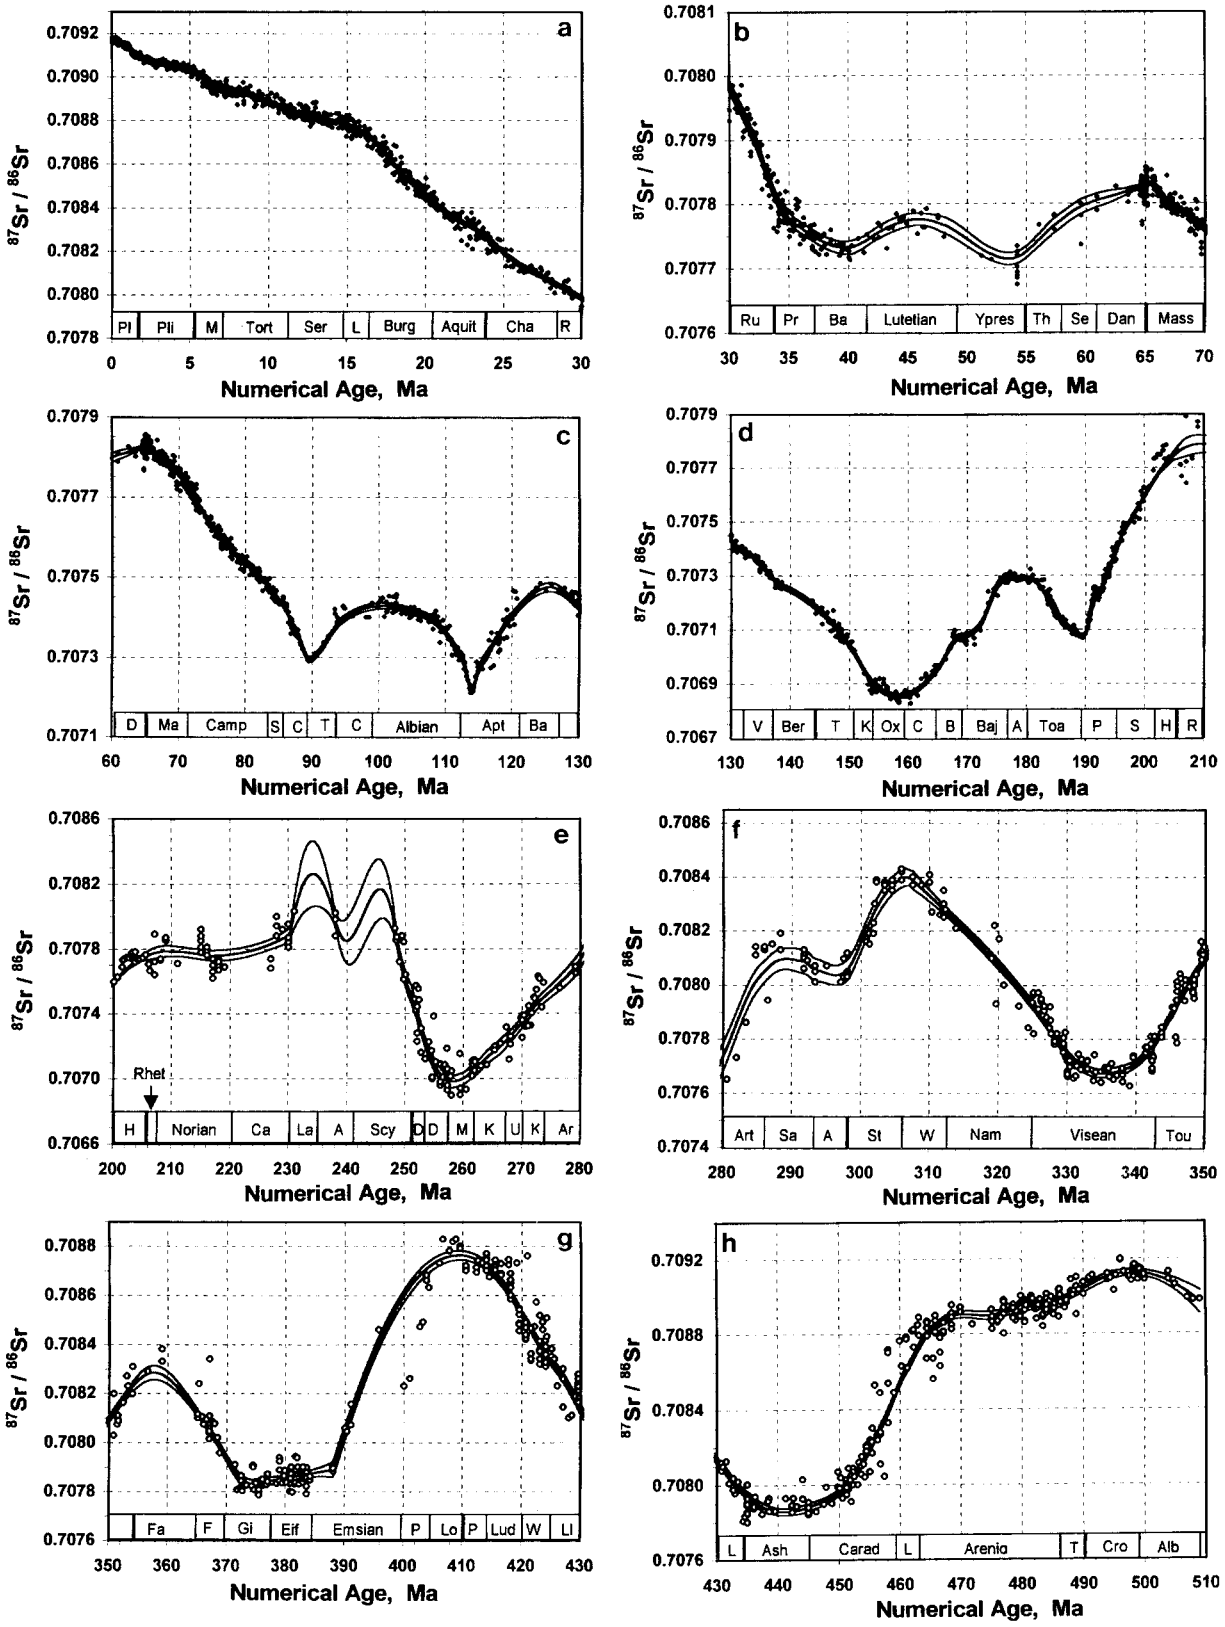 a
87Sr / 86Sr
0.7092
0.7090
0.7088
0.7086
0.7084
0.7082
0.7080
0.7078
Pl Pli M Tort Ser L Burg Aquit Cha R
0 5 10 15 20 25 30
Numerical Age, Ma
b
87Sr / 86Sr
0.7081
0.7080
0.7079
0.7078
0.7077
0.7076
Ru Pr Ba Lutetian Ypres Th Se Dan Mass
30 35 40 45 50 55 60 65 70
Numerical Age, Ma
c
87Sr / 86Sr
0.7079
0.7077
0.7075
0.7073
0.7071
D Ma Camp S C T C Albian Apt Ba
60 70 80 90 100 110 120 130
Numerical Age, Ma
d
87Sr / 86Sr
0.7079
0.7077
0.7075
0.7073
0.7071
0.7069
0.7067
V Ber T K Ox C B Baj A Toa P S H R
130 140 150 160 170 180 190 200 210
Numerical Age, Ma
e
87Sr / 86Sr
0.7086
0.7082
0.7078
0.7074
0.7070
0.7066
Rhet
H Norian Ca La A Scy D D M K U K Ar
200 210 220 230 240 250 260 270 280
Numerical Age, Ma
f
87Sr / 86Sr
0.7086
0.7084
0.7082
0.7080
0.7078
0.7076
0.7074
Art Sa A St W Nam Visean Tou
280 290 300 310 320 330 340 350
Numerical Age, Ma
g
87Sr / 86Sr
0.7088
0.7086
0.7084
0.7082
0.7080
0.7078
0.7076
Fa F Gi Eif Emsian P Lo P Lud W Ll
350 360 370 380 390 400 410 420 430
Numerical Age, Ma
h
87Sr / 86Sr
0.7092
0.7088
0.7084
0.7080
0.7076
L Ash Carad L Arenig T Cro Alb
430 440 450 460 470 480 490 500 510
Numerical Age, Ma